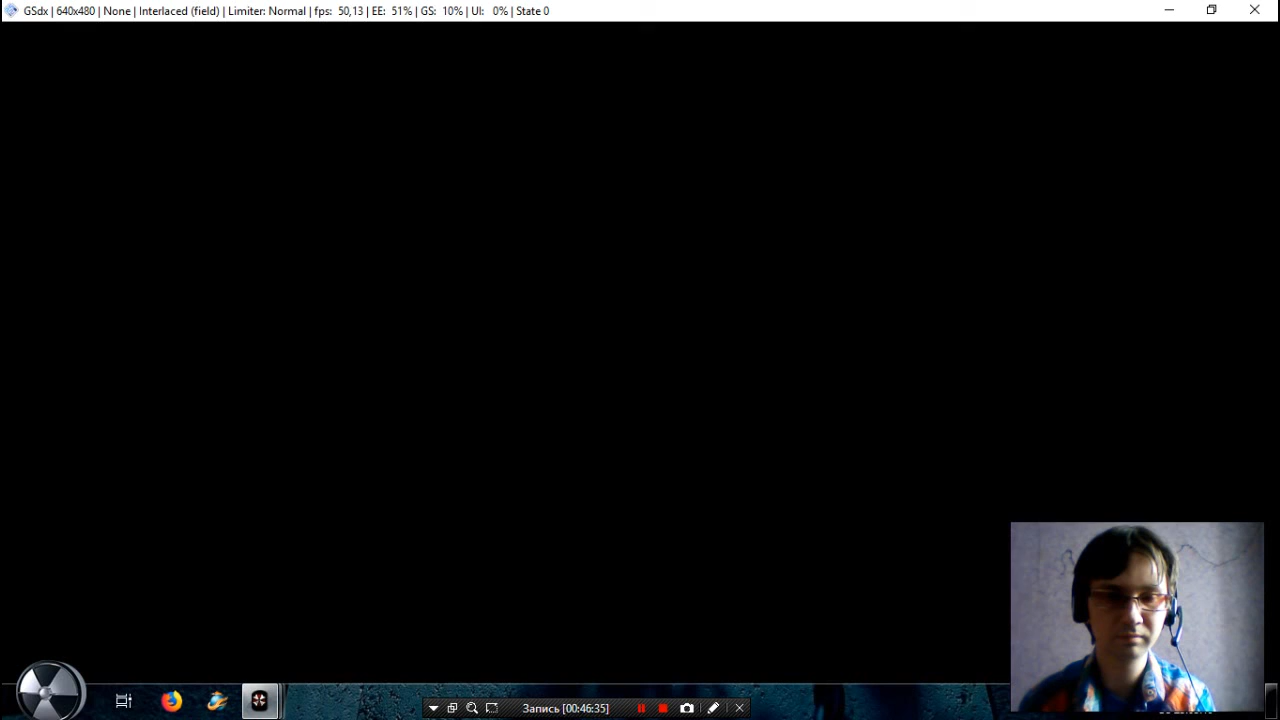 GSdx | 640x480 | None | Interlaced (field) | Limiter: Normal | fps: 50,13 | EE: 51% | GS: 10% | UI: 0% | State 0
Запись [00:46:35]